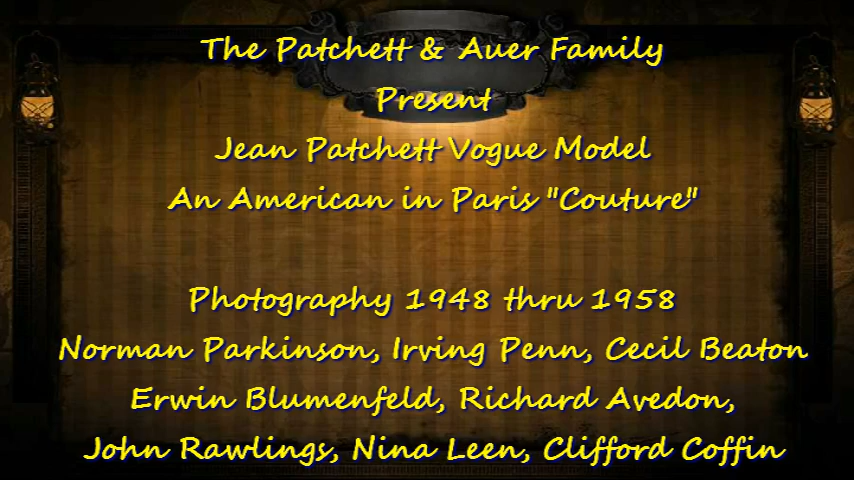 The Patchett & Auer Family
Present
Jean Patchett Vogue Model
An American in Paris "Couture"
Photography 1948 thru 1958
Norman Parkinson, Irving Penn, Cecil Beaton
Erwin Blumenfeld, Richard Avedon,
John Rawlings, Nina Leen, Clifford Coffin